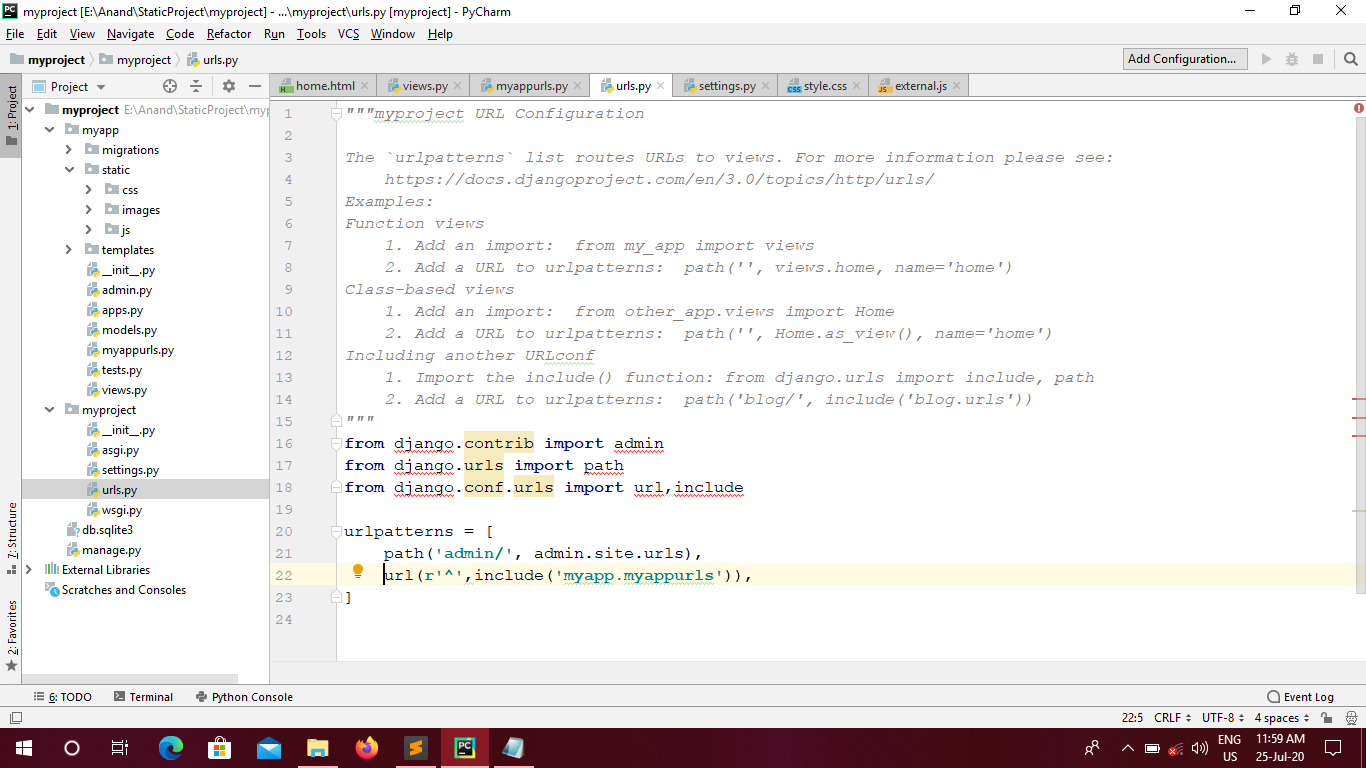 myproject [E:\Anand\StaticProject\myproject] - ...\myproject\urls.py [myproject] - PyCharm
File Edit View Navigate Code Refactor Run Tools VCS Window Help
myproject myproject urls.py Add Configuration...
1: Project
Project
home.html views.py myappurls.py urls.py settings.py style.css external.js
myproject E:\Anand\StaticProject\myp
myapp
migrations
static
css
images
js
templates
__init__.py
admin.py
apps.py
models.py
myappurls.py
tests.py
views.py
myproject
__init__.py
asgi.py
settings.py
urls.py
wsgi.py
db.sqlite3
manage.py
External Libraries
Scratches and Consoles
7: Structure
2: Favorites
1 """myproject URL Configuration
2
3 The `urlpatterns` list routes URLs to views. For more information please see:
4     https://docs.djangoproject.com/en/3.0/topics/http/urls/
5 Examples:
6 Function views
7     1. Add an import:  from my_app import views
8     2. Add a URL to urlpatterns:  path('', views.home, name='home')
9 Class-based views
10     1. Add an import:  from other_app.views import Home
11     2. Add a URL to urlpatterns:  path('', Home.as_view(), name='home')
12 Including another URLconf
13     1. Import the include() function: from django.urls import include, path
14     2. Add a URL to urlpatterns:  path('blog/', include('blog.urls'))
15 """
16 from django.contrib import admin
17 from django.urls import path
18 from django.conf.urls import url,include
19
20 urlpatterns = [
21     path('admin/', admin.site.urls),
22     url(r'^',include('myapp.myappurls')),
23 ]
24
6: TODO Terminal Python Console Event Log
22:5 CRLF UTF-8 4 spaces
ENG 11:59 AM
US 25-Jul-20